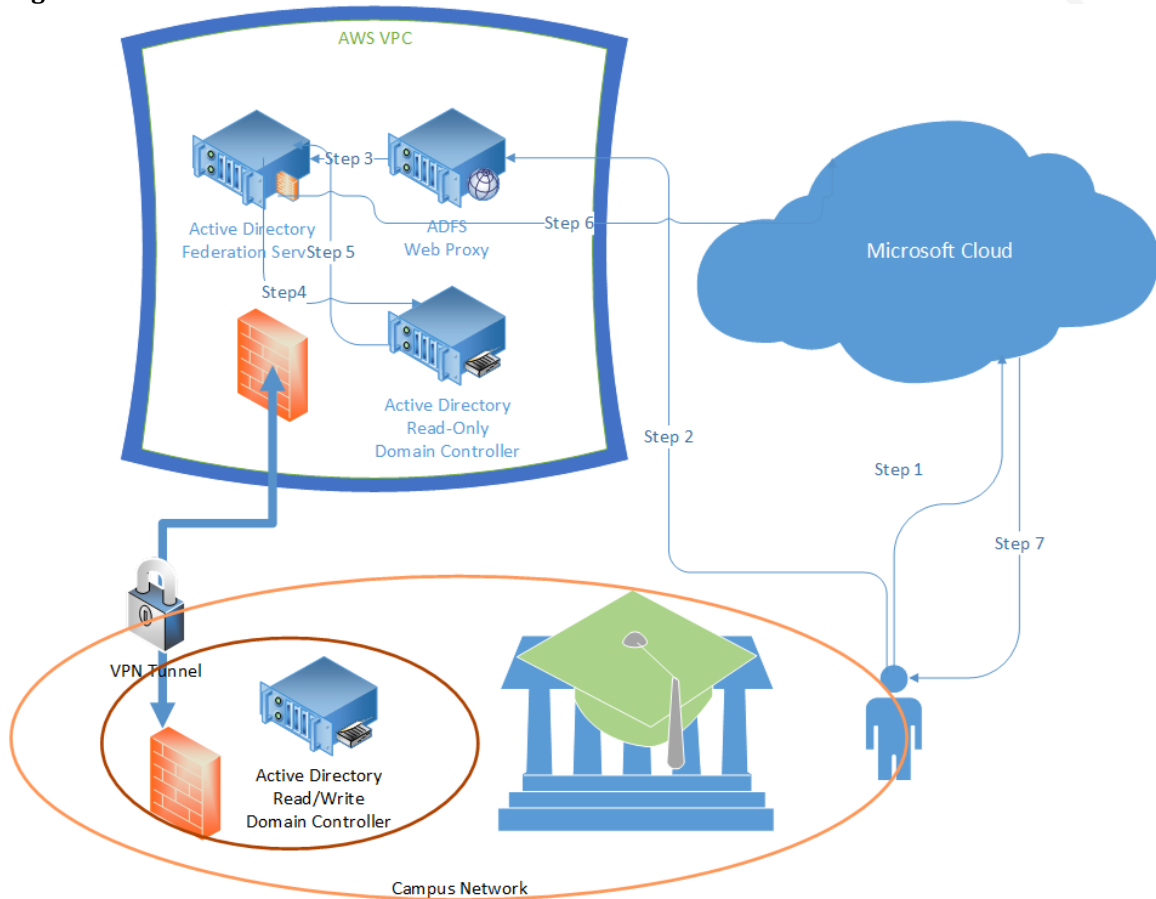 AWS VPC
Step 3
Active Directory
Federation Serv
ADFS
Web Proxy
Step 6
Step 5
Step4
Microsoft Cloud
Active Directory
Read-Only
Domain Controller
Step 2
Step 1
Step 7
VPN Tunnel
Active Directory
Read/Write
Domain Controller
Campus Network